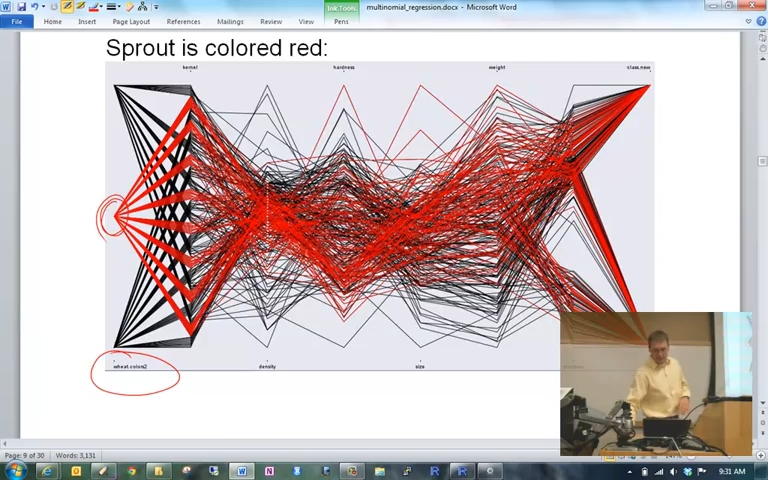 Ink Tools
multinomial_regression.docx - Microsoft Word
File
Home
Insert
Page Layout
References
Mailings
Review
View
Pens
Sprout is colored red:
kernel
hardness
weight
class.new
wheat.colors2
density
size
Page: 9 of 30
Words: 3,131
9:31 AM